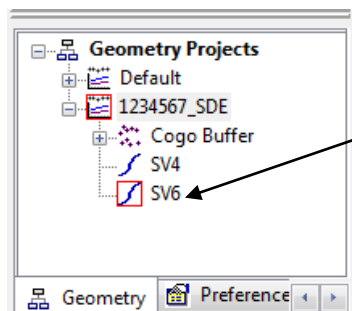 Geometry Projects
Default
1234567_SDE
Cogo Buffer
SV4
SV6
Geometry Preference